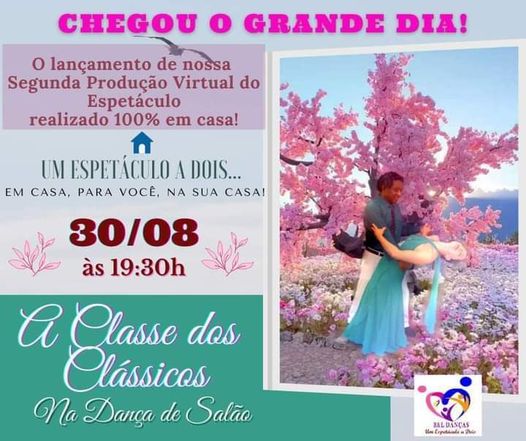 CHEGOU O GRANDE DIA!
O lançamento de nossa
Segunda Produção Virtual do
Espetáculo
realizado 100% em casa!
UM ESPETÁCULO A DOIS...
EM CASA, PARA VOCÊ, NA SUA CASA!
30/08
às 19:30h
A Classe dos
Clássicos
Na Dança de Salão
B&L DANÇAS
Um Espetáculo a Dois